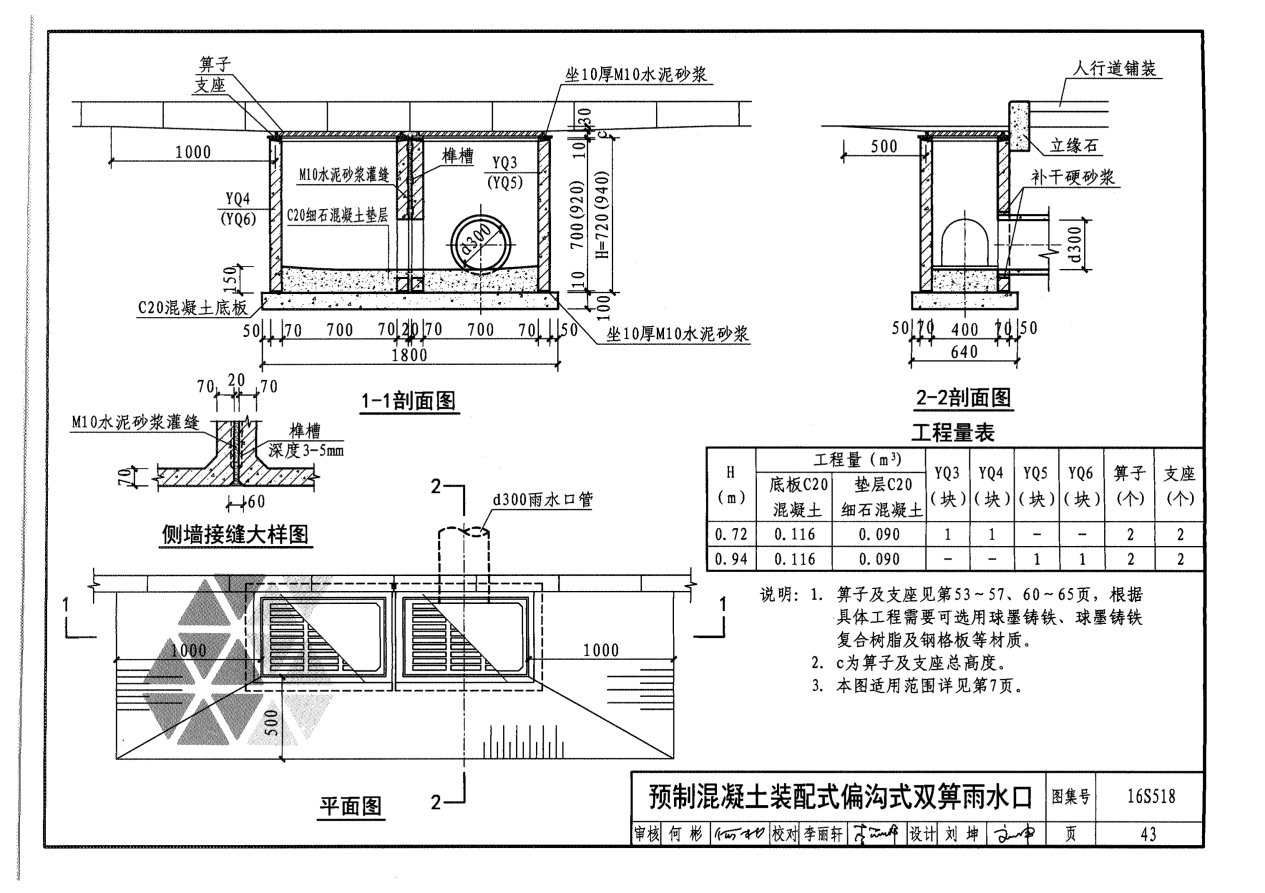 箅子
支座
坐10厚M10水泥砂浆
30
c
1000
10
榫槽
YQ3
(YQ5)
M10水泥砂浆灌缝
YQ4
(YQ6)
C20细石混凝土垫层
d300
700(920)
H=720(940)
150
10
100
C20混凝土底板
50 70 700 70 20 70 700 70 50
坐10厚M10水泥砂浆
1800
1-1剖面图
人行道铺装
500
立缘石
补干硬砂浆
d300
50 70 400 70 50
640
2-2剖面图
70 20 70
M10水泥砂浆灌缝
榫槽
深度3-5mm
70
60
侧墙接缝大样图
工程量表
H
(m)
工程量(m³)
底板C20
混凝土
垫层C20
细石混凝土
YQ3
(块)
YQ4
(块)
YQ5
(块)
YQ6
(块)
箅子
(个)
支座
(个)
0.72 0.116 0.090 1 1 - - 2 2
0.94 0.116 0.090 - - 1 1 2 2
2
d300雨水口管
1
1
1000
1000
500
平面图
2
说明: 1. 箅子及支座见第53~57、60~65页,根据
具体工程需要可选用球墨铸铁、球墨铸铁
复合树脂及钢格板等材质。
2. c为箅子及支座总高度。
3. 本图适用范围详见第7页。
预制混凝土装配式偏沟式双箅雨水口
图集号
16S518
审核 何彬 校对 李丽轩 设计 刘坤 页 43